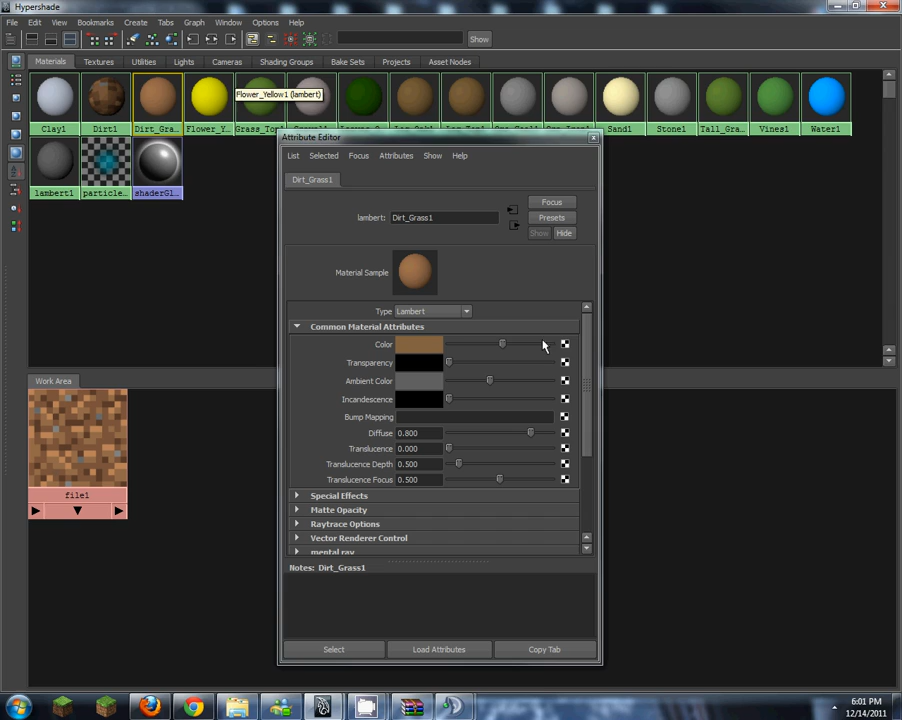 Hypershade
File Edit View Bookmarks Create Tabs Graph Window Options Help
Show
Materials Textures Utilities Lights Cameras Shading Groups Bake Sets Projects Asset Nodes
Flower_Yellow1 (lambert)
Clay1 Dirt1 Dirt_Gra... Flower_Y... Grass_Top1 Sand1 Stone1 Tall_Gra... Vines1 Water1
lambert1 particle... shaderGl...
Attribute Editor
List Selected Focus Attributes Show Help
Dirt_Grass1
Focus
lambert: Dirt_Grass1
Presets
Show Hide
Material Sample
Type Lambert
Common Material Attributes
Color
Transparency
Ambient Color
Incandescence
Bump Mapping
Diffuse 0.800
Translucence 0.000
Translucence Depth 0.500
Translucence Focus 0.500
Special Effects
Matte Opacity
Raytrace Options
Vector Renderer Control
mental ray
Notes: Dirt_Grass1
Select Load Attributes Copy Tab
Work Area
file1
6:01 PM
12/14/2011